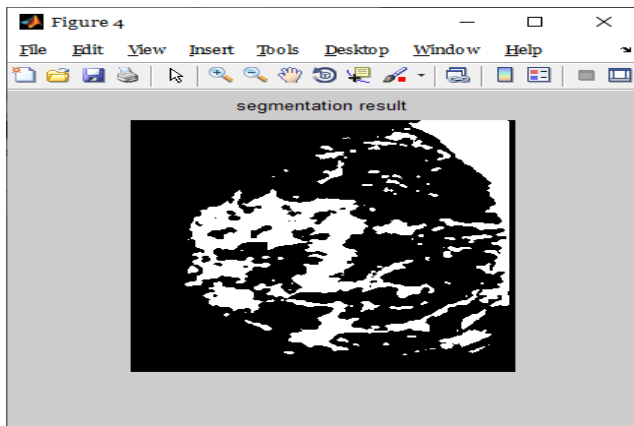 Figure 4
File Edit View Insert Tools Desktop Window Help
segmentation result